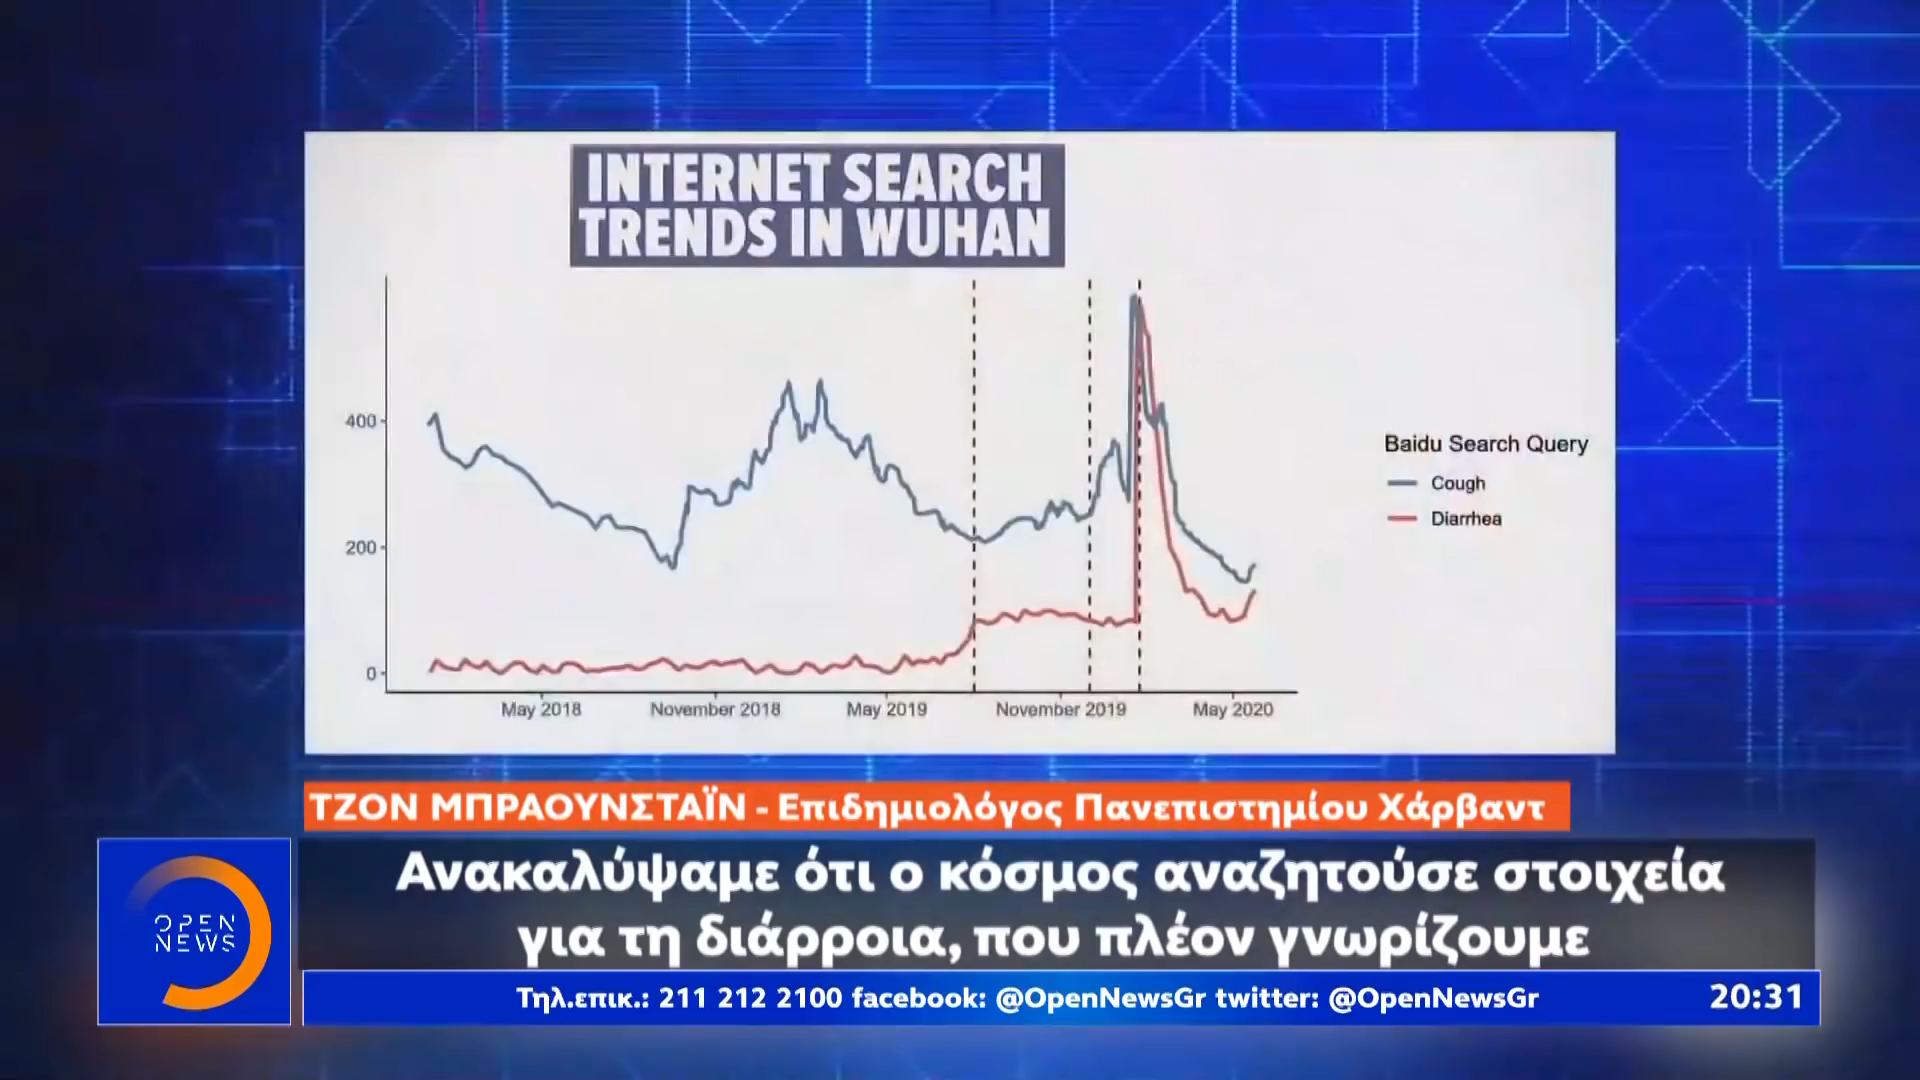 INTERNET SEARCH
TRENDS IN WUHAN
400
200
0
May 2018
November 2018
May 2019
November 2019
May 2020
Baidu Search Query
Cough
Diarrhea
ΤΖΟΝ ΜΠΡΑΟΥΝΣΤΑΪΝ - Επιδημιολόγος Πανεπιστημίου Χάρβαντ
Ανακαλύψαμε ότι ο κόσμος αναζητούσε στοιχεία
για τη διάρροια, που πλέον γνωρίζουμε
OPEN
NEWS
Τηλ.επικ.: 211 212 2100 facebook: @OpenNewsGr twitter: @OpenNewsGr
20:31